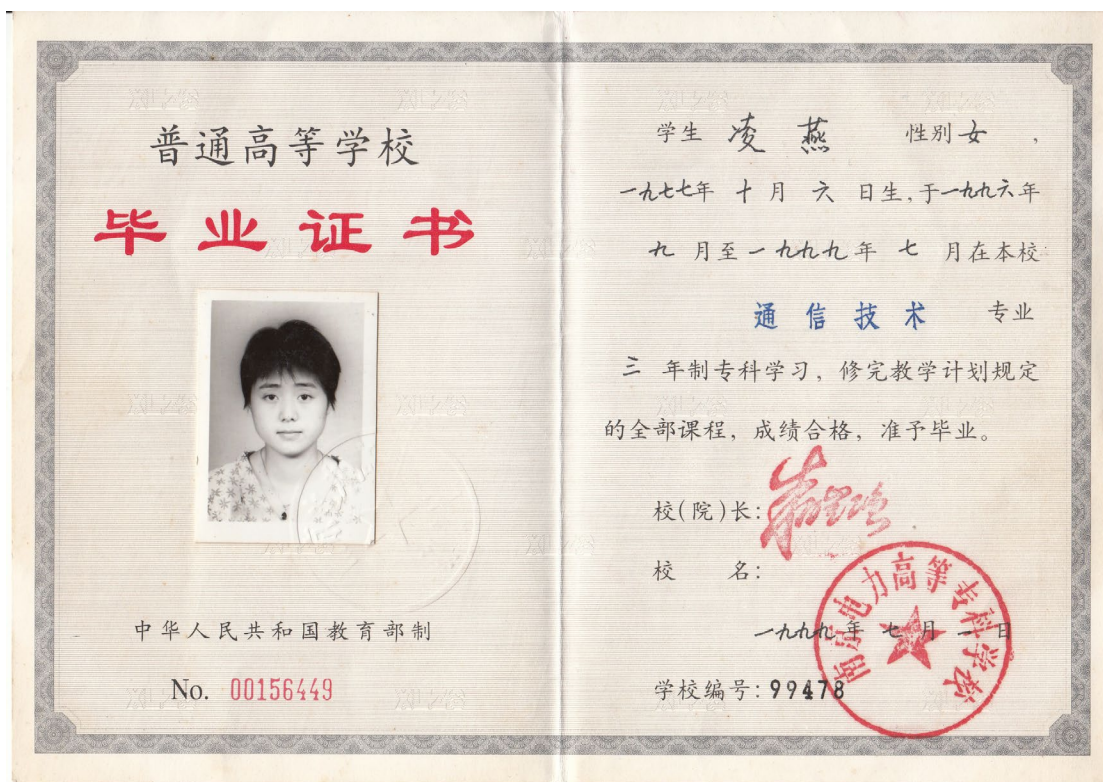 普通高等学校
毕业证书
中华人民共和国教育部制
No. 00156449
学生 凌燕 性别 女,
一九七七年 十月 六 日生,于一九九六年
九 月至一九九九年 七 月在本校
通信技术 专业
三 年制专科学习,修完教学计划规定
的全部课程,成绩合格,准予毕业。
校(院)长:
校 名:
南京电力高等专科学校
一九九九年 七 月 一 日
学校编号:99478